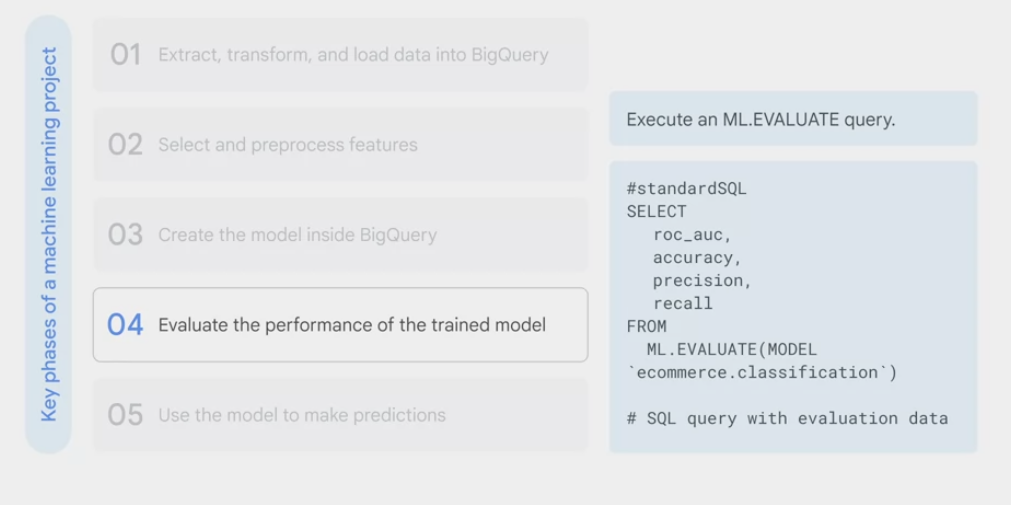 Key phases of a machine learning project
01 Extract, transform, and load data into BigQuery
02 Select and preprocess features
03 Create the model inside BigQuery
04 Evaluate the performance of the trained model
05 Use the model to make predictions
Execute an ML.EVALUATE query.
#standardSQL
SELECT
roc_auc,
accuracy,
precision,
recall
FROM
ML.EVALUATE(MODEL
`ecommerce.classification`)
# SQL query with evaluation data